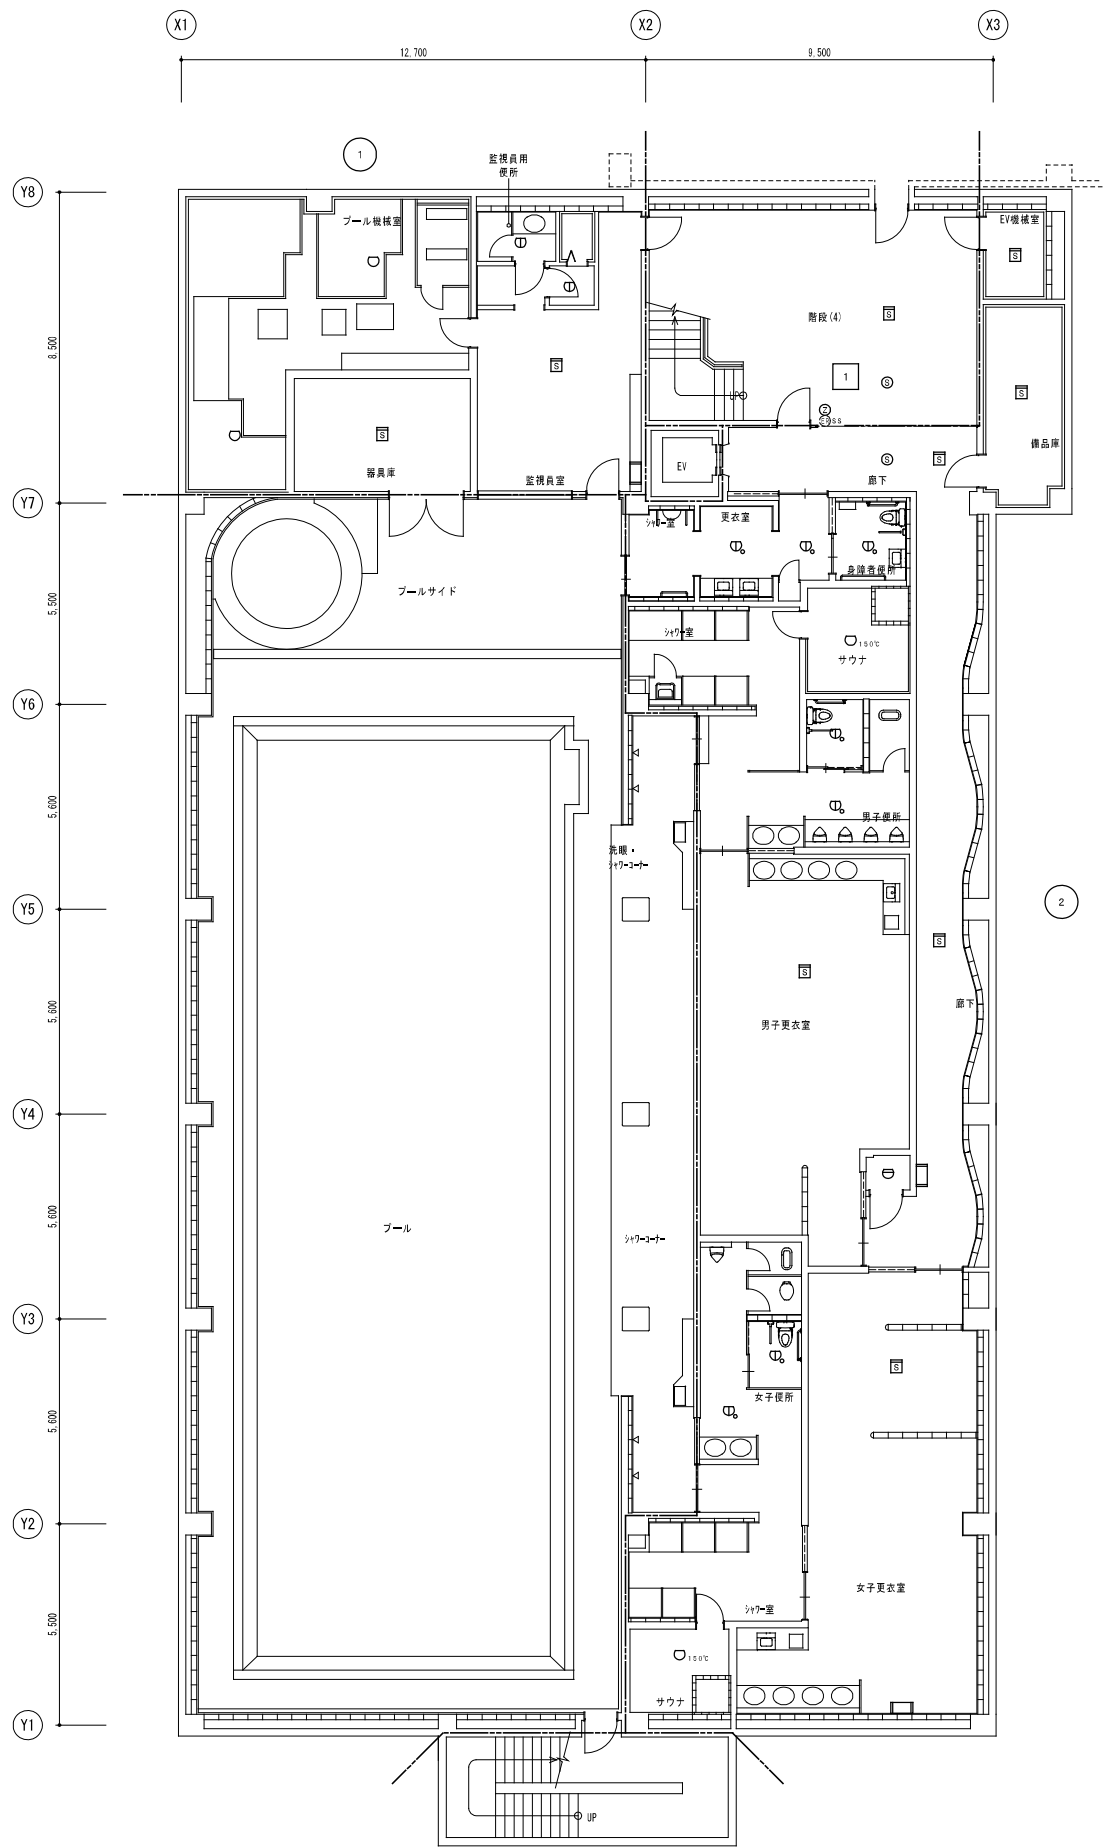 X1
X2
X3
12,700
9,500
1
監視員用
便所
Y8
プール機械室
EV機械室
S
S
階段(4)
8,500
S
1
S
S
UP
Z
S
備品庫
EV
S
S
器具庫
監視員室
廊下
Y7
シャワー室
更衣室
身障者便所
プールサイド
5,500
シャワー室
150℃
サウナ
Y6
5,600
男子便所
洗眼・
シャワーコーナー
Y5
2
S
S
5,600
廊下
男子更衣室
Y4
5,600
プール
シャワーコーナー
Y3
S
女子便所
5,600
Y2
女子更衣室
シャワー室
5,500
150℃
サウナ
Y1
UP